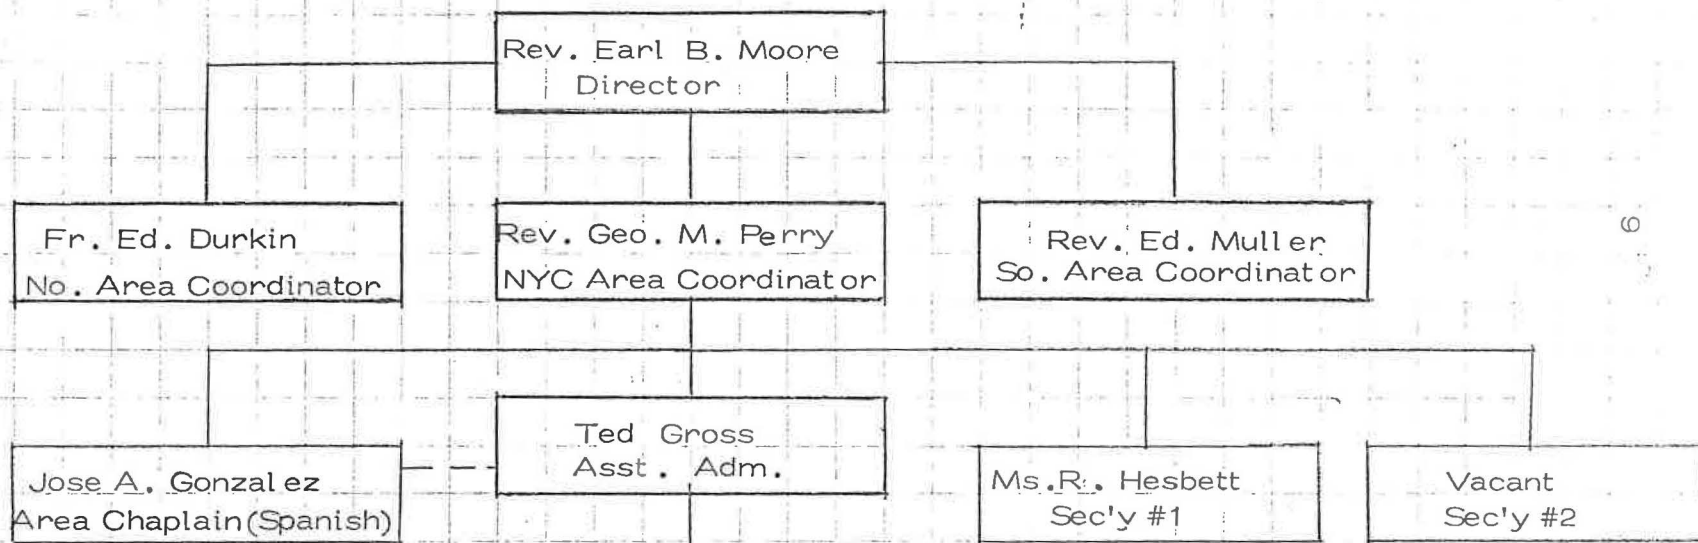 Rev. Earl B. Moore
Director
Fr. Ed. Durkin
No. Area Coordinator
Rev. Geo. M. Perry
NYC Area Coordinator
Rev. Ed. Muller
So. Area Coordinator
6
Jose A. Gonzalez
Area Chaplain(Spanish)
Ted Gross
Asst. Adm.
Ms.R. Hesbett
Sec'y #1
Vacant
Sec'y #2